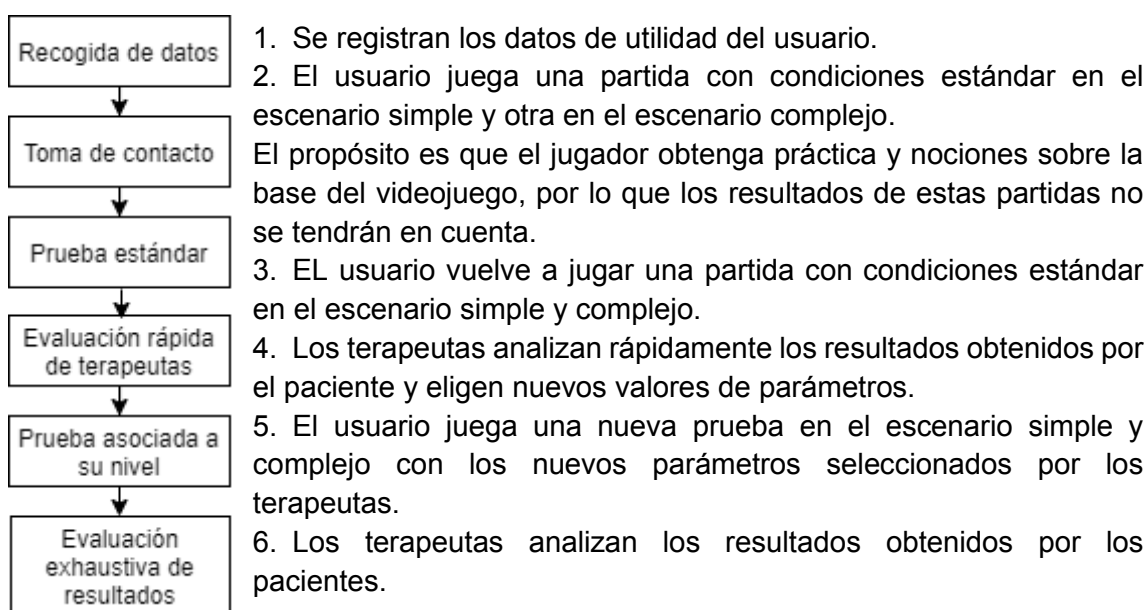 Recogida de datos
Toma de contacto
Prueba estándar
Evaluación rápida
de terapeutas
Prueba asociada a
su nivel
Evaluación
exhaustiva de
resultados
1. Se registran los datos de utilidad del usuario.
2. El usuario juega una partida con condiciones estándar en el
escenario simple y otra en el escenario complejo.
El propósito es que el jugador obtenga práctica y nociones sobre la
base del videojuego, por lo que los resultados de estas partidas no
se tendrán en cuenta.
3. EL usuario vuelve a jugar una partida con condiciones estándar
en el escenario simple y complejo.
4. Los terapeutas analizan rápidamente los resultados obtenidos por
el paciente y eligen nuevos valores de parámetros.
5. El usuario juega una nueva prueba en el escenario simple y
complejo con los nuevos parámetros seleccionados por los
terapeutas.
6. Los terapeutas analizan los resultados obtenidos por los
pacientes.